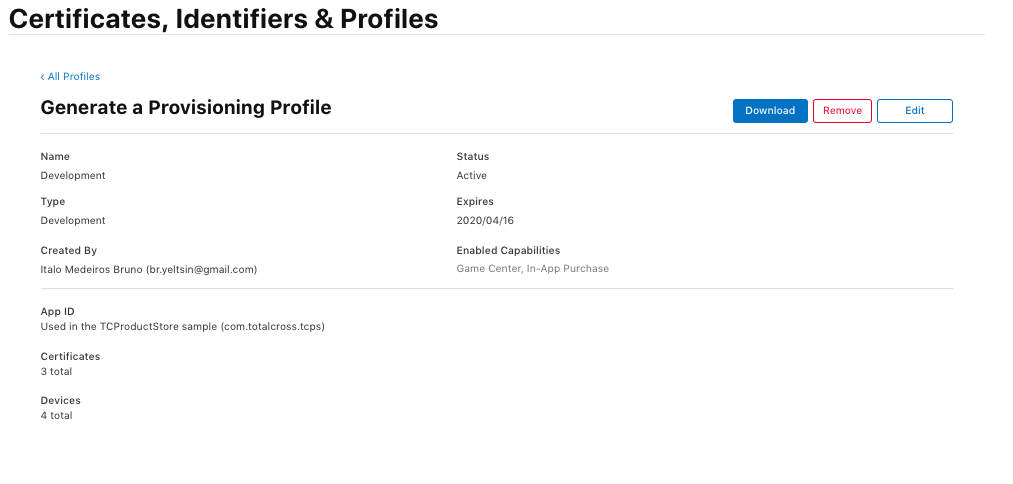 Certificates, Identifiers & Profiles
‹ All Profiles
Generate a Provisioning Profile
Download
Remove
Edit
Name
Development
Status
Active
Type
Development
Expires
2020/04/16
Created By
Italo Medeiros Bruno (br.yeltsin@gmail.com)
Enabled Capabilities
Game Center, In-App Purchase
App ID
Used in the TCProductStore sample (com.totalcross.tcps)
Certificates
3 total
Devices
4 total